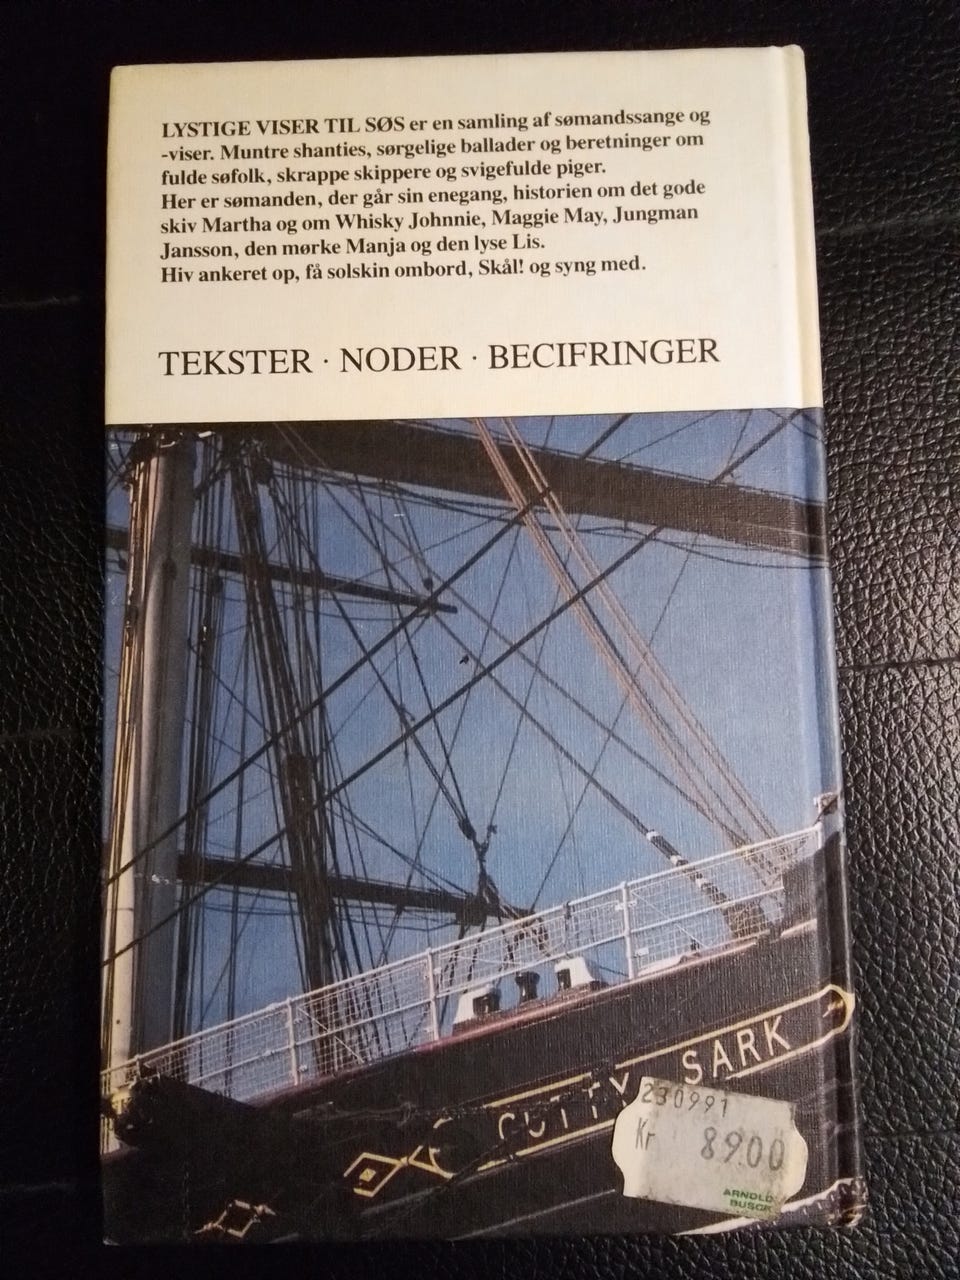 LYSTIGE VISER TIL SØS er en samling af sømandssange og
-viser. Muntre shanties, sørgelige ballader og beretninger om
fulde søfolk, skrappe skippere og svigefulde piger.
Her er sømanden, der går sin enegang, historien om det gode
skiv Martha og om Whisky Johnnie, Maggie May, Jungman
Jansson, den mørke Manja og den lyse Lis.
Hiv ankeret op, få solskin ombord, Skål! og syng med.
TEKSTER · NODER · BECIFRINGER
CUTTY SARK
230991
Kr 89.00
ARNOLD
BUSCK